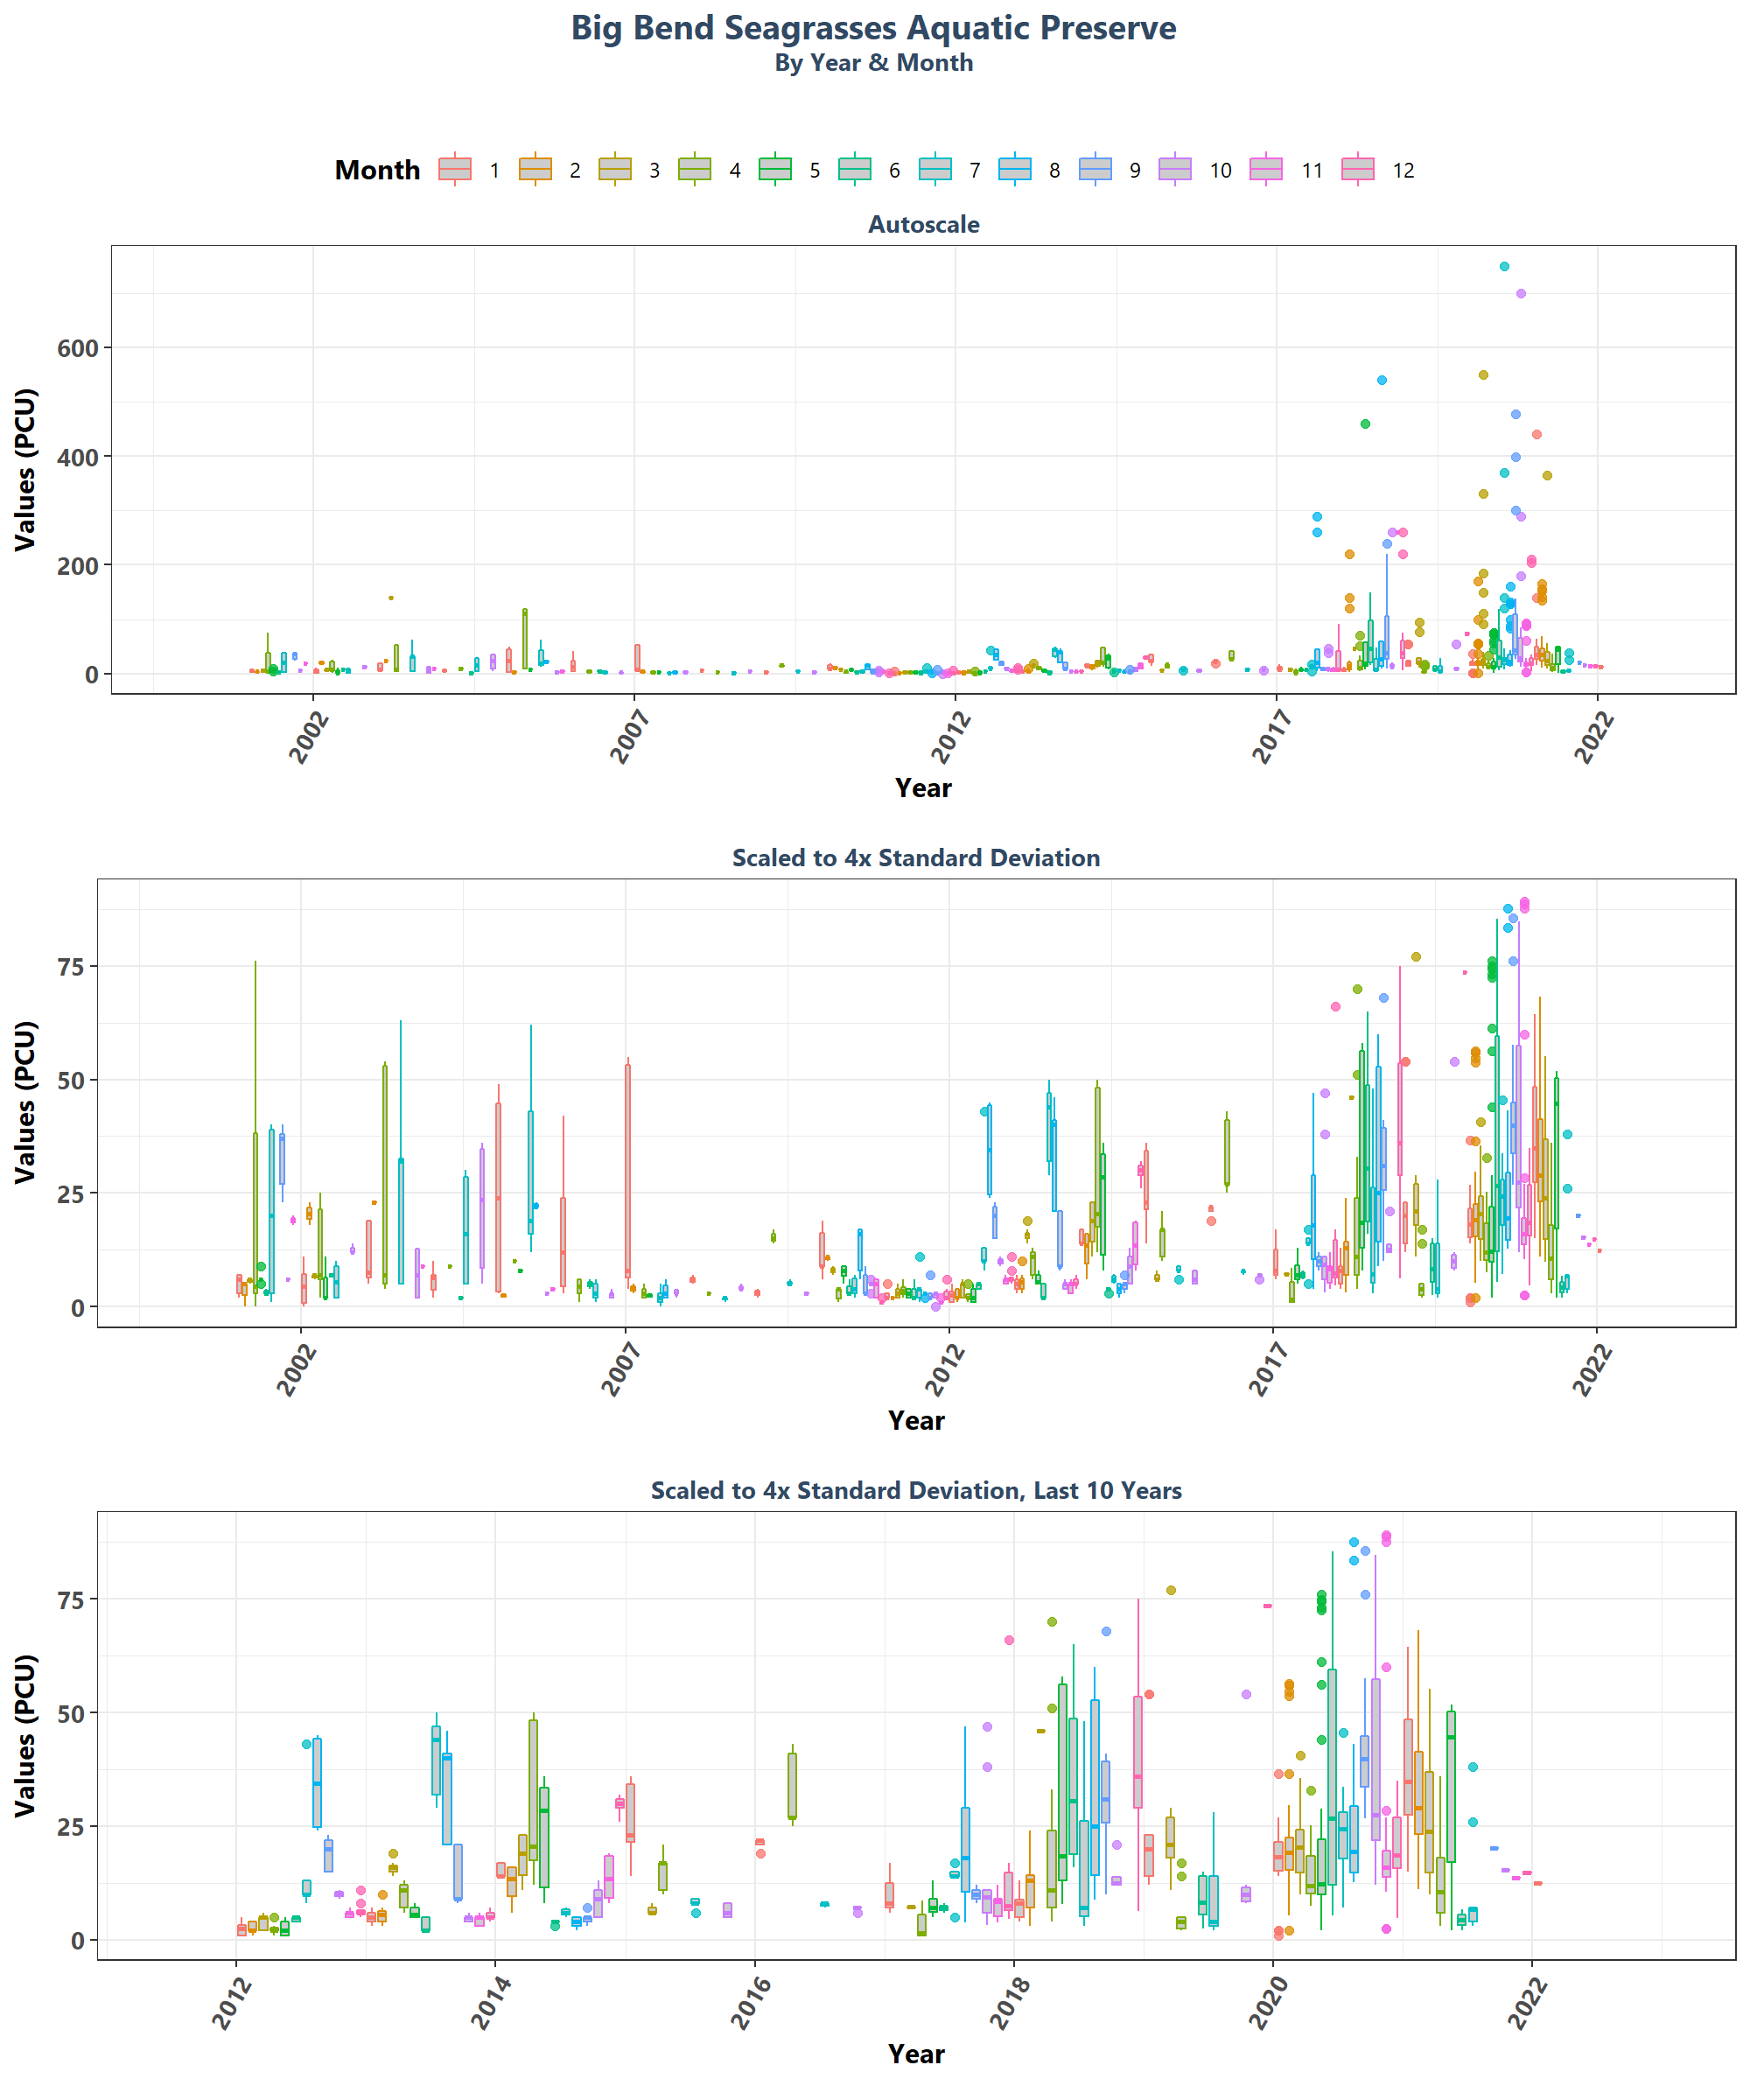 Big Bend Seagrasses Aquatic Preserve
By Year & Month
Month 1 2 3 4 5 6 7 8 9 10 11 12
Autoscale
Values (PCU)
600
400
200
0
2002 2007 2012 2017 2022
Year
Scaled to 4x Standard Deviation
Values (PCU)
75
50
25
0
2002 2007 2012 2017 2022
Year
Scaled to 4x Standard Deviation, Last 10 Years
Values (PCU)
75
50
25
0
2012 2014 2016 2018 2020 2022
Year